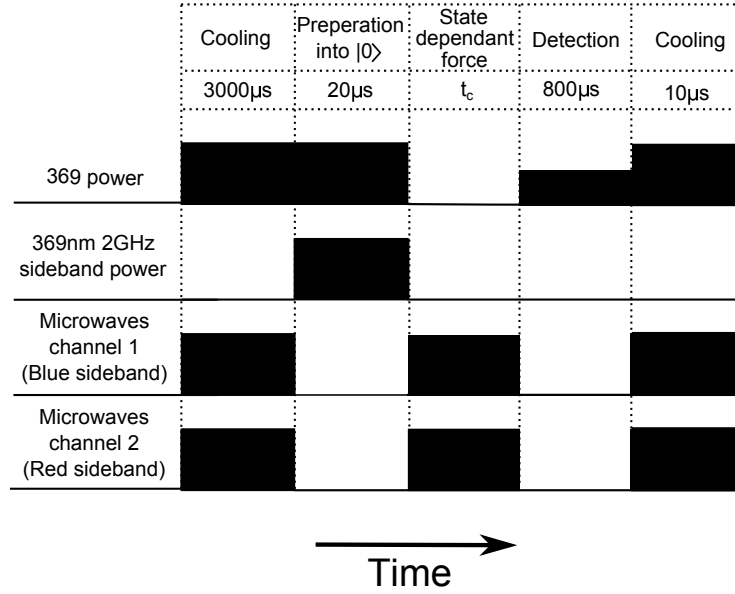 Cooling
Preperation
into |0⟩
State
dependant
force
Detection
Cooling
3000µs
20µs
t_c
800µs
10µs
369 power
369nm 2GHz
sideband power
Microwaves
channel 1
(Blue sideband)
Microwaves
channel 2
(Red sideband)
Time